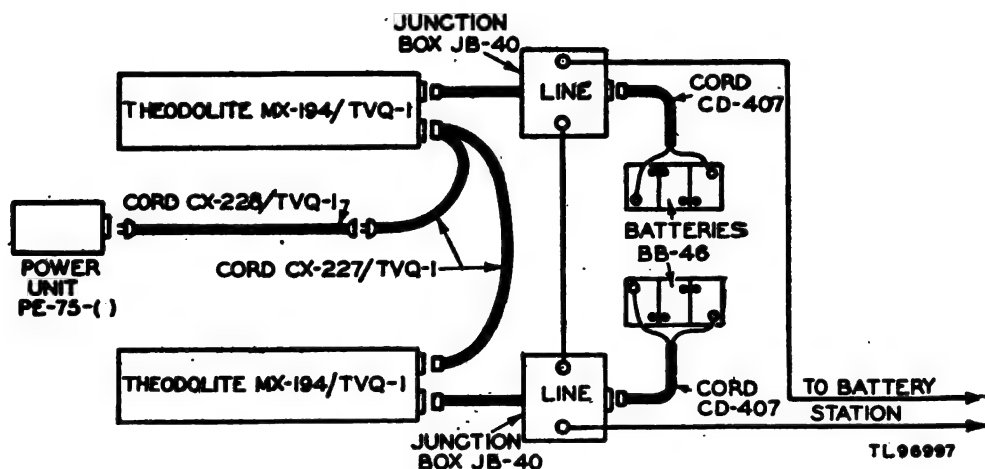 JUNCTION
BOX JB-40
THEODOLITE MX-194/TVQ-1
LINE
CORD
CD-407
CORD CX-228/TVQ-1
POWER
UNIT
PE-75-( )
CORD CX-227/TVQ-1
BATTERIES
BB-46
THEODOLITE MX-194/TVQ-1
LINE
CORD
CD-407
JUNCTION
BOX JB-40
TO BATTERY
STATION
TL96997